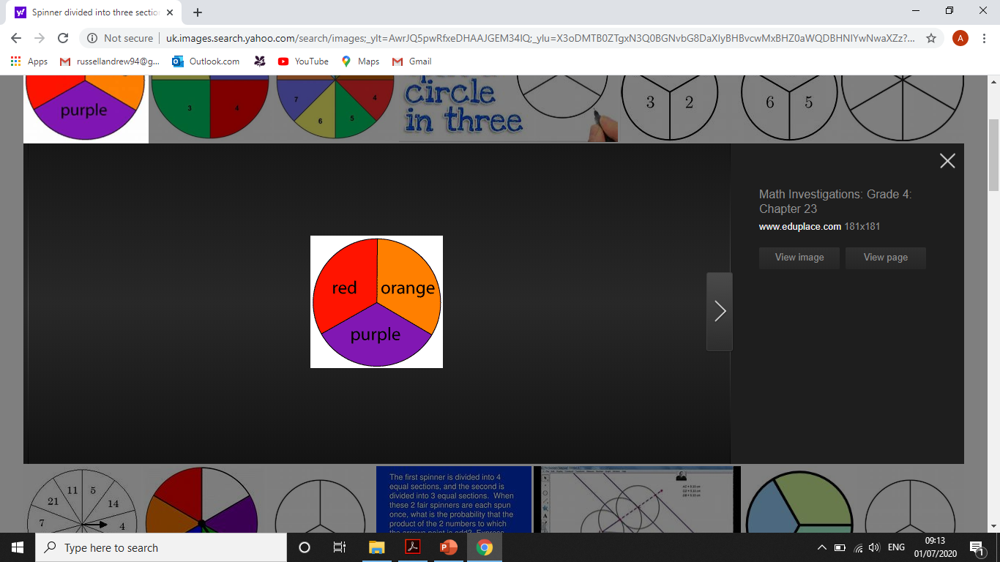 Spinner divided into three section
Not secure
uk.images.search.yahoo.com/search/images;_ylt=AwrJQ5pwRfxeDHAAJGEM34lQ;_ylu=X3oDMTB0ZTgxN3Q0BGNvbG8DaXIyBHBvcwMxBHZ0aWQDBHNlYwNwaXZz?...
A
Apps
russellandrew94@g...
Outlook.com
YouTube
Maps
Gmail
purple
3 4
7 6 5 4
circle
in three
3 2
6 5
Math Investigations: Grade 4:
Chapter 23
www.eduplace.com 181x181
View image
View page
red
orange
purple
11 5
21 14
7 4
The first spinner is divided into 4
equal sections, and the second is
divided into 3 equal sections. When
these 2 fair spinners are each spun
once, what is the probability that the
product of the 2 numbers to which
Type here to search
ENG
09:13
01/07/2020
1